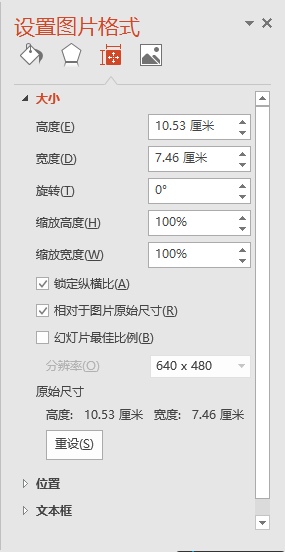 设置图片格式
大小
高度(E) 10.53 厘米
宽度(D) 7.46 厘米
旋转(T) 0°
缩放高度(H) 100%
缩放宽度(W) 100%
锁定纵横比(A)
相对于图片原始尺寸(R)
幻灯片最佳比例(B)
分辨率(O) 640 x 480
原始尺寸
高度: 10.53 厘米 宽度: 7.46 厘米
重设(S)
位置
文本框